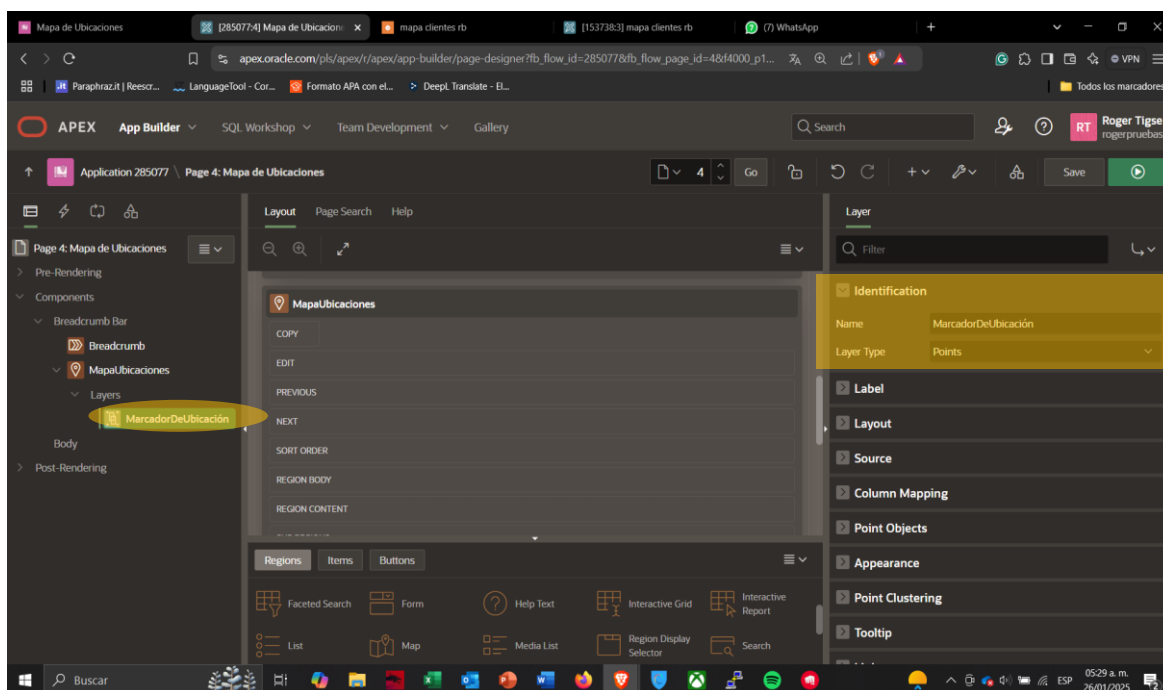 Mapa de Ubicaciones
[285077:4] Mapa de Ubicacione
mapa clientes rb
[153738:3] mapa clientes rb
(7) WhatsApp
apex.oracle.com/pls/apex/r/apex/app-builder/page-designer?fb_flow_id=285077&fb_flow_page_id=4&f4000_p1...
VPN
Paraphraz.it | Reescr...
LanguageTool - Cor...
Formato APA con el...
DeepL Translate - El...
Todos los marcadores
APEX
App Builder
SQL Workshop
Team Development
Gallery
Search
RT
Roger Tigse
rogerpruebas
Application 285077 \ Page 4: Mapa de Ubicaciones
4
Go
Save
Page 4: Mapa de Ubicaciones
Pre-Rendering
Components
Breadcrumb Bar
Breadcrumb
MapaUbicaciones
Layers
MarcadorDeUbicación
Body
Post-Rendering
Layout
Page Search
Help
MapaUbicaciones
COPY
EDIT
PREVIOUS
NEXT
SORT ORDER
REGION BODY
REGION CONTENT
Regions
Items
Buttons
Faceted Search
Form
Help Text
Interactive Grid
Interactive
Report
List
Map
Media List
Region Display
Selector
Search
Layer
Filter
Identification
Name
MarcadorDeUbicación
Layer Type
Points
Label
Layout
Source
Column Mapping
Point Objects
Appearance
Point Clustering
Tooltip
Buscar
ESP
05:29 a. m.
26/01/2025